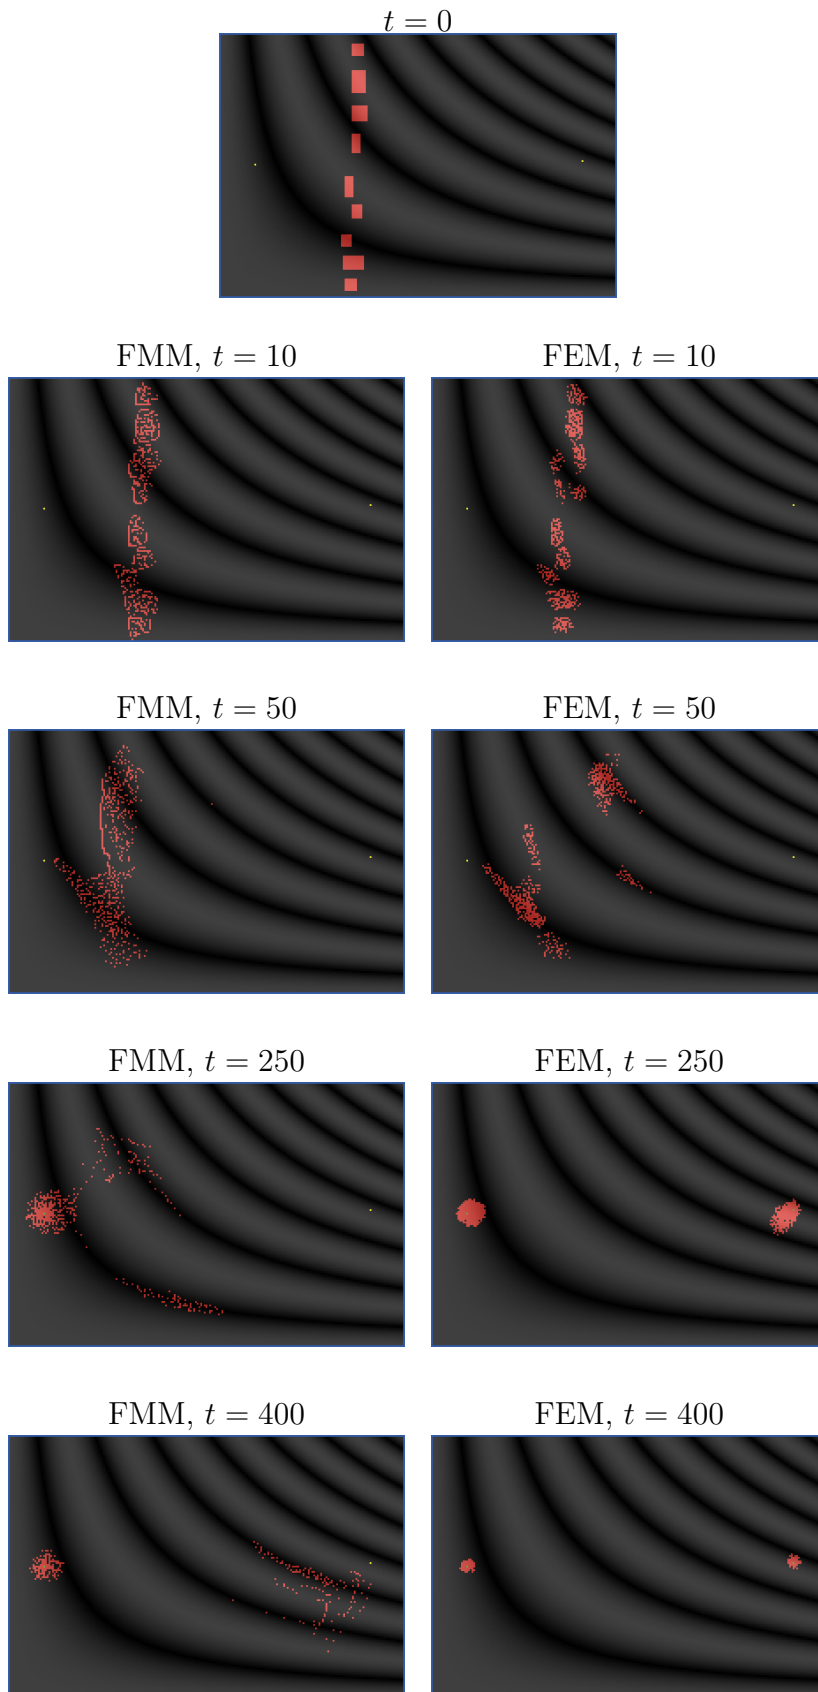 t = 0
FMM, t = 10
FEM, t = 10
FMM, t = 50
FEM, t = 50
FMM, t = 250
FEM, t = 250
FMM, t = 400
FEM, t = 400